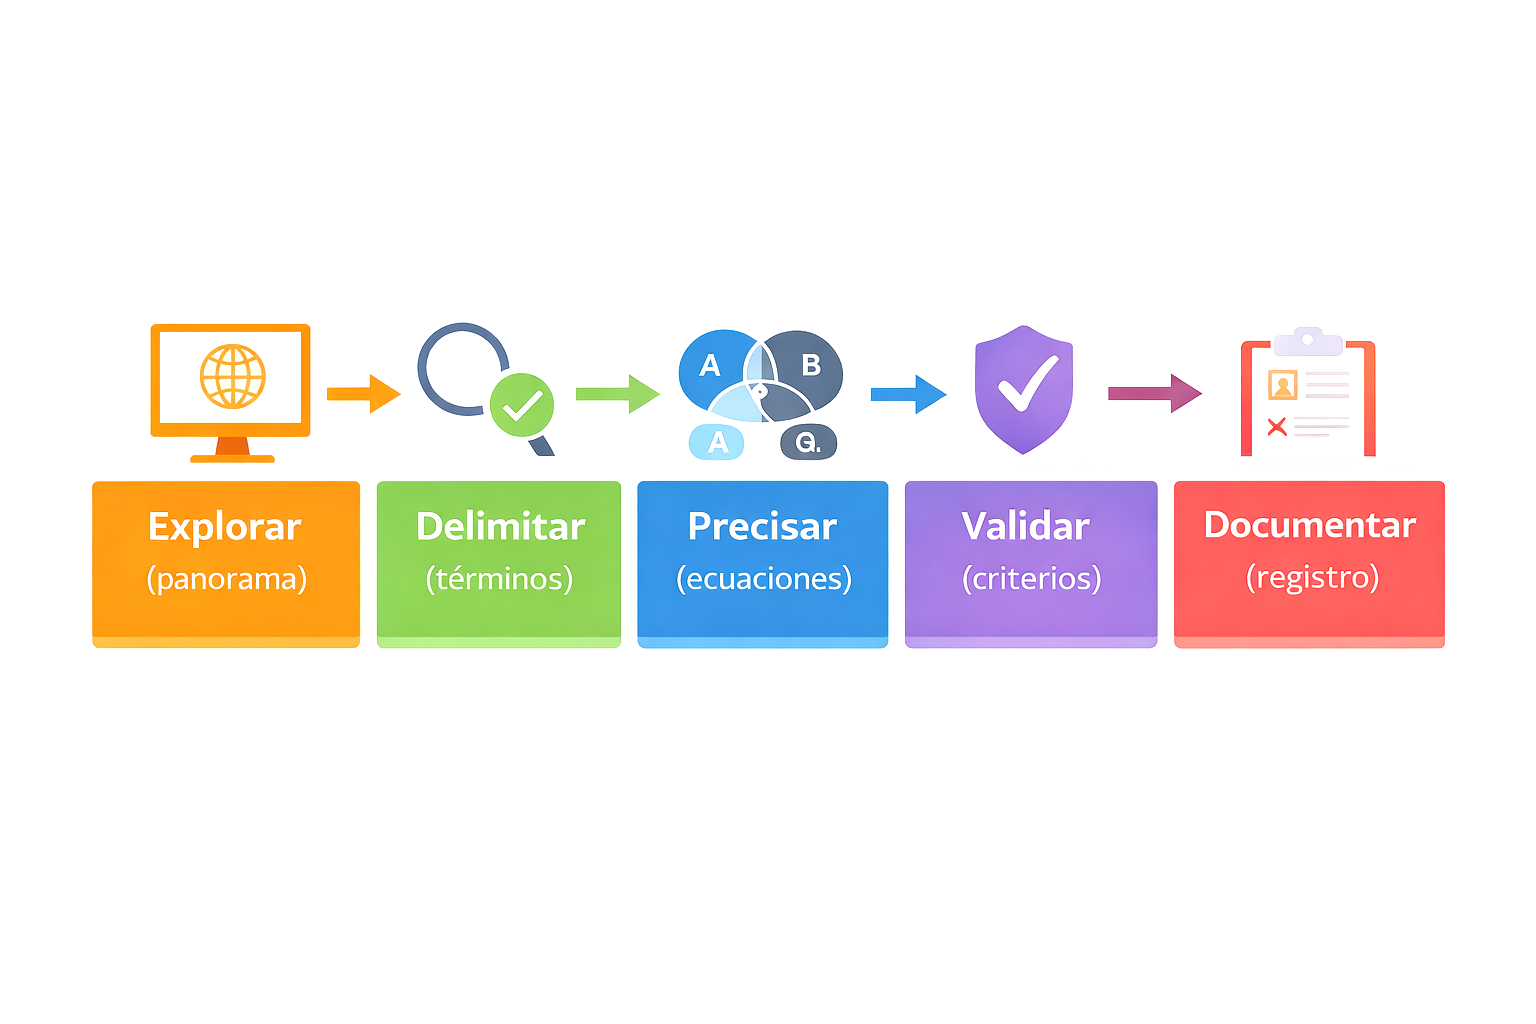 A B
A G.
Explorar
(panorama)
Delimitar
(términos)
Precisar
(ecuaciones)
Validar
(criterios)
Documentar
(registro)